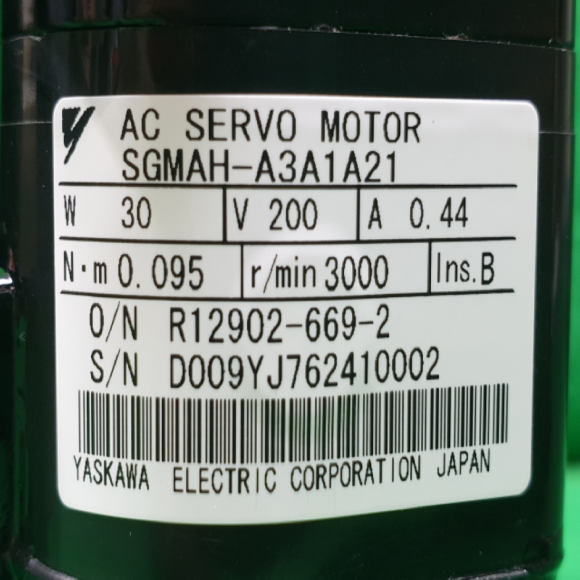 AC SERVO MOTOR
SGMAH-A3A1A21
W 30 V 200 A 0.44
N·m 0.095 r/min 3000 Ins.B
O/N R12902-669-2
S/N D009YJ762410002
YASKAWA ELECTRIC CORPORATION JAPAN